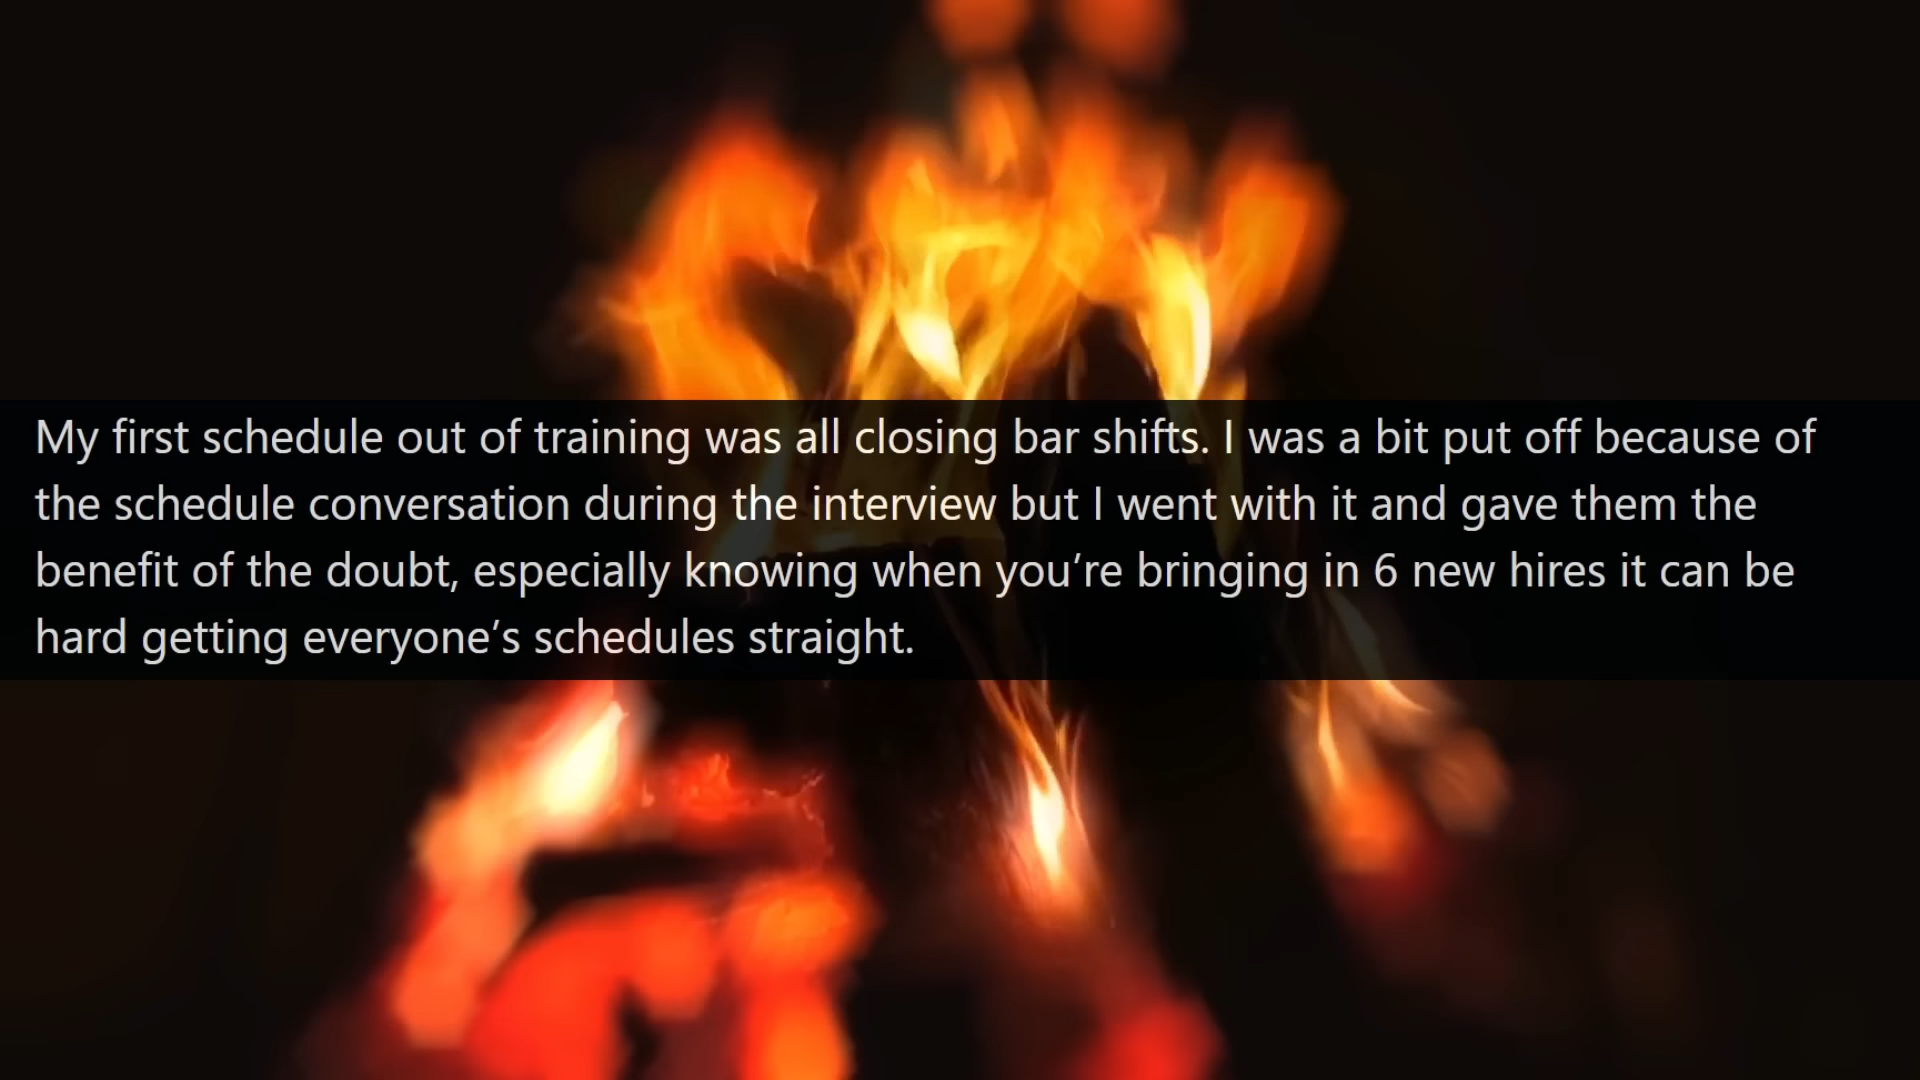 My first schedule out of training was all closing bar shifts. I was a bit put off because of
the schedule conversation during the interview but I went with it and gave them the
benefit of the doubt, especially knowing when you’re bringing in 6 new hires it can be
hard getting everyone’s schedules straight.